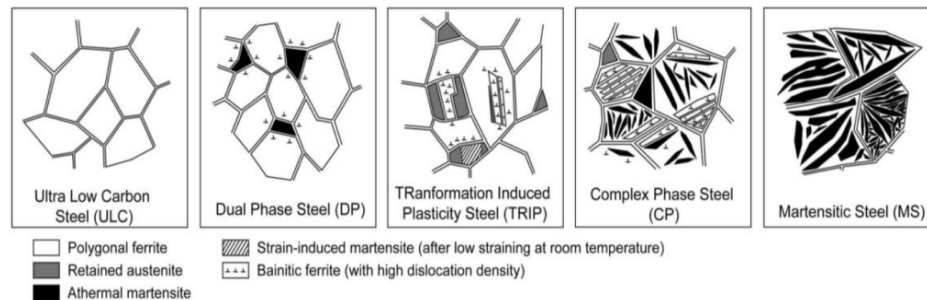 Ultra Low Carbon
Steel (ULC)
Dual Phase Steel (DP)
TRanformation Induced
Plasticity Steel (TRIP)
Complex Phase Steel
(CP)
Martensitic Steel (MS)
Polygonal ferrite
Retained austenite
Athermal martensite
Strain-induced martensite (after low straining at room temperature)
Bainitic ferrite (with high dislocation density)